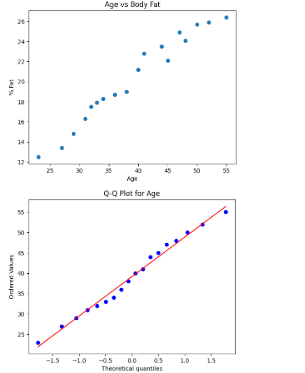 Age vs Body Fat
26
24
22
20
18
16
14
12
% Fat
25 30 35 40 45 50 55
Age
Q-Q Plot for Age
55
50
45
40
35
30
25
Ordered Values
−1.5 −1.0 −0.5 0.0 0.5 1.0 1.5
Theoretical quantiles